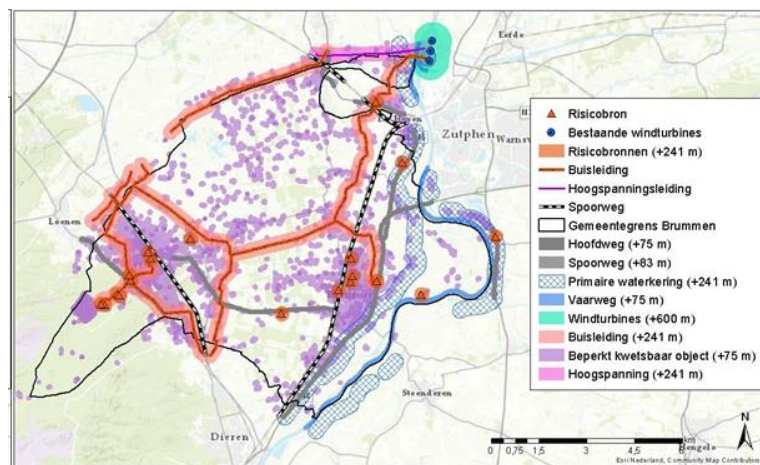 Eefde
Zutphen
Warnsv
Loenen
Steenderen
Dieren
Hengelo
Risicobron
Bestaande windturbines
Risicobronnen (+241 m)
Buisleiding
Hoogspanningsleiding
Spoorweg
Gemeentegrens Brummen
Hoofdweg (+75 m)
Spoorweg (+83 m)
Primaire waterkering (+241 m)
Vaarweg (+75 m)
Windturbines (+600 m)
Buisleiding (+241 m)
Beperkt kwetsbaar object (+75 m)
Hoogspanning (+241 m)
N
km
0 0,75 1,5 3 4,5 6
Esri Nederland, Community Map Contributors